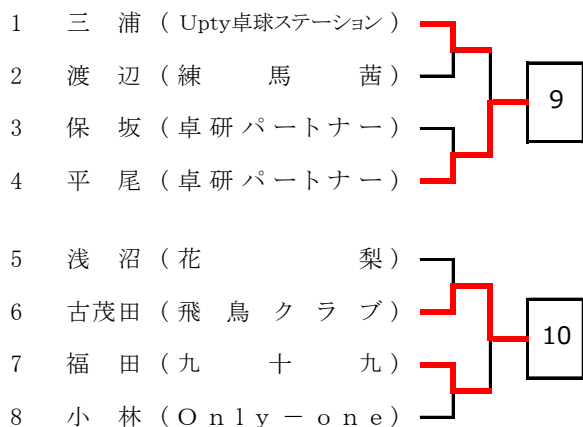 1 三 浦 ( Upty卓球ステーション )
2 渡 辺 ( 練 馬 茜 )
3 保 坂 ( 卓 研 パ ー ト ナ ー )
4 平 尾 ( 卓 研 パ ー ト ナ ー )
9
5 浅 沼 ( 花 梨 )
6 古茂田 ( 飛 鳥 ク ラ ブ )
7 福 田 ( 九 十 九 )
8 小 林 ( O n l y － o n e )
10